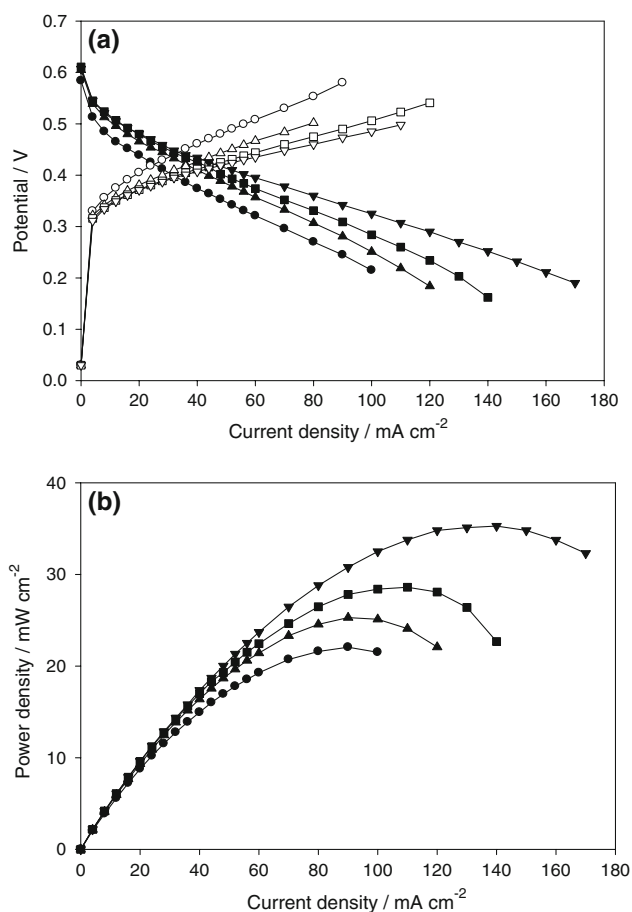 (a)
0.7
0.6
0.5
0.4
0.3
0.2
0.1
0.0
Potential / V
0 20 40 60 80 100 120 140 160 180
Current density / mA cm-2
(b)
40
30
20
10
0
Power density / mW cm-2
0 20 40 60 80 100 120 140 160 180
Current density / mA cm-2